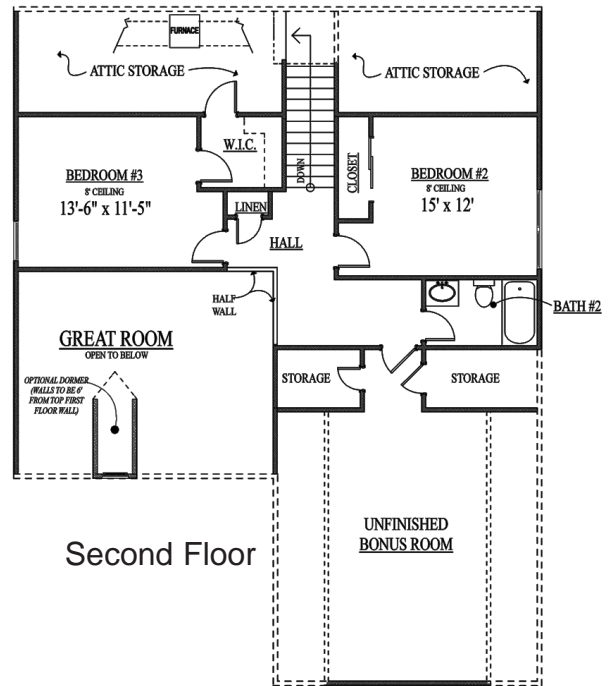 FURNACE
ATTIC STORAGE
ATTIC STORAGE
W.I.C.
DOWN
CLOSET
BEDROOM #3
8' CEILING
13'-6" x 11'-5"
BEDROOM #2
8' CEILING
15' x 12'
LINEN
HALL
HALF
WALL
BATH #2
GREAT ROOM
OPEN TO BELOW
OPTIONAL DORMER
(WALLS TO BE 6'
FROM TOP FIRST
FLOOR WALL)
STORAGE
STORAGE
UNFINISHED
BONUS ROOM
Second Floor